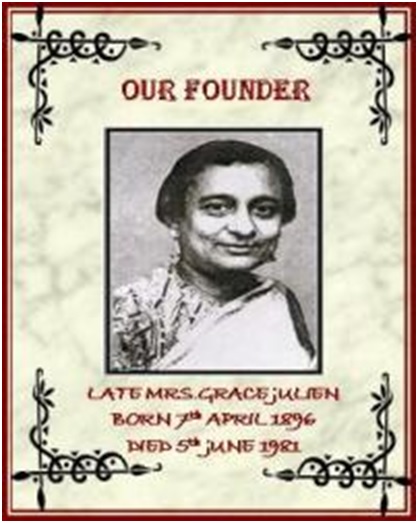 OUR FOUNDER
LATE MRS.GRACE JULIEN
BORN 7th APRIL 1896
DIED 5th JUNE 1981